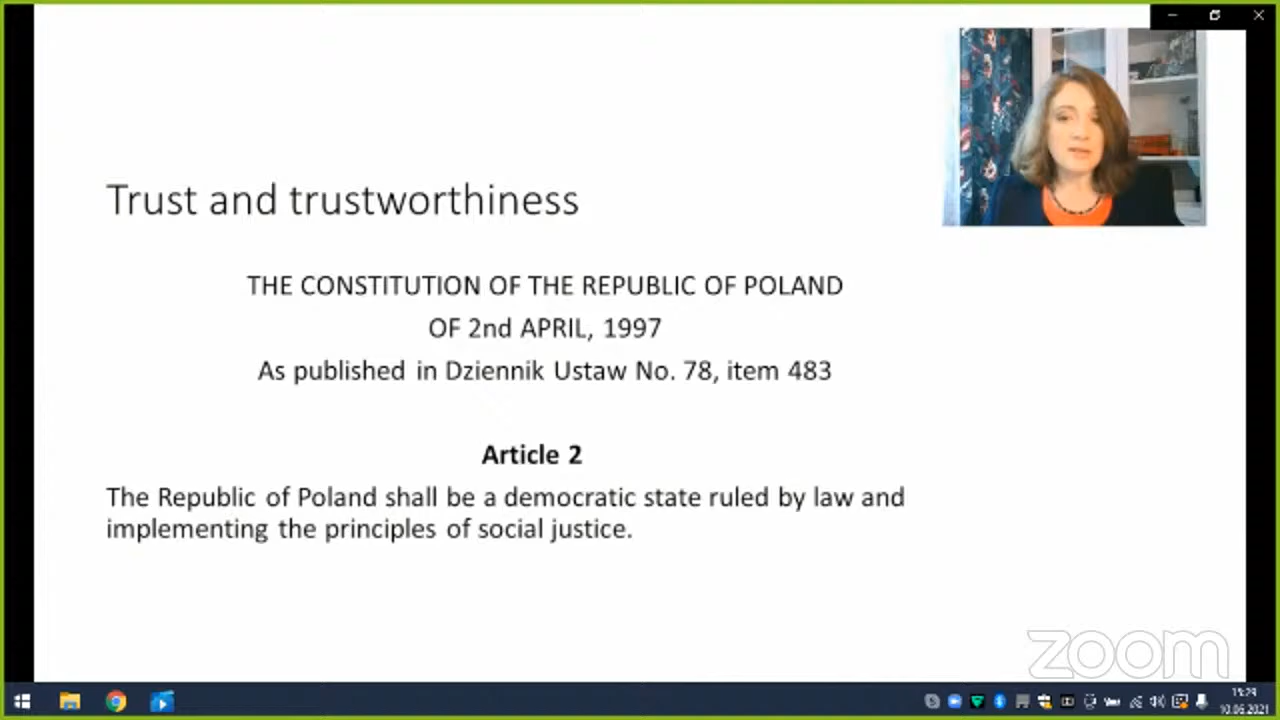 Trust and trustworthiness
THE CONSTITUTION OF THE REPUBLIC OF POLAND
OF 2nd APRIL, 1997
As published in Dziennik Ustaw No. 78, item 483
Article 2
The Republic of Poland shall be a democratic state ruled by law and
implementing the principles of social justice.
zoom
15:29
10.06.2021